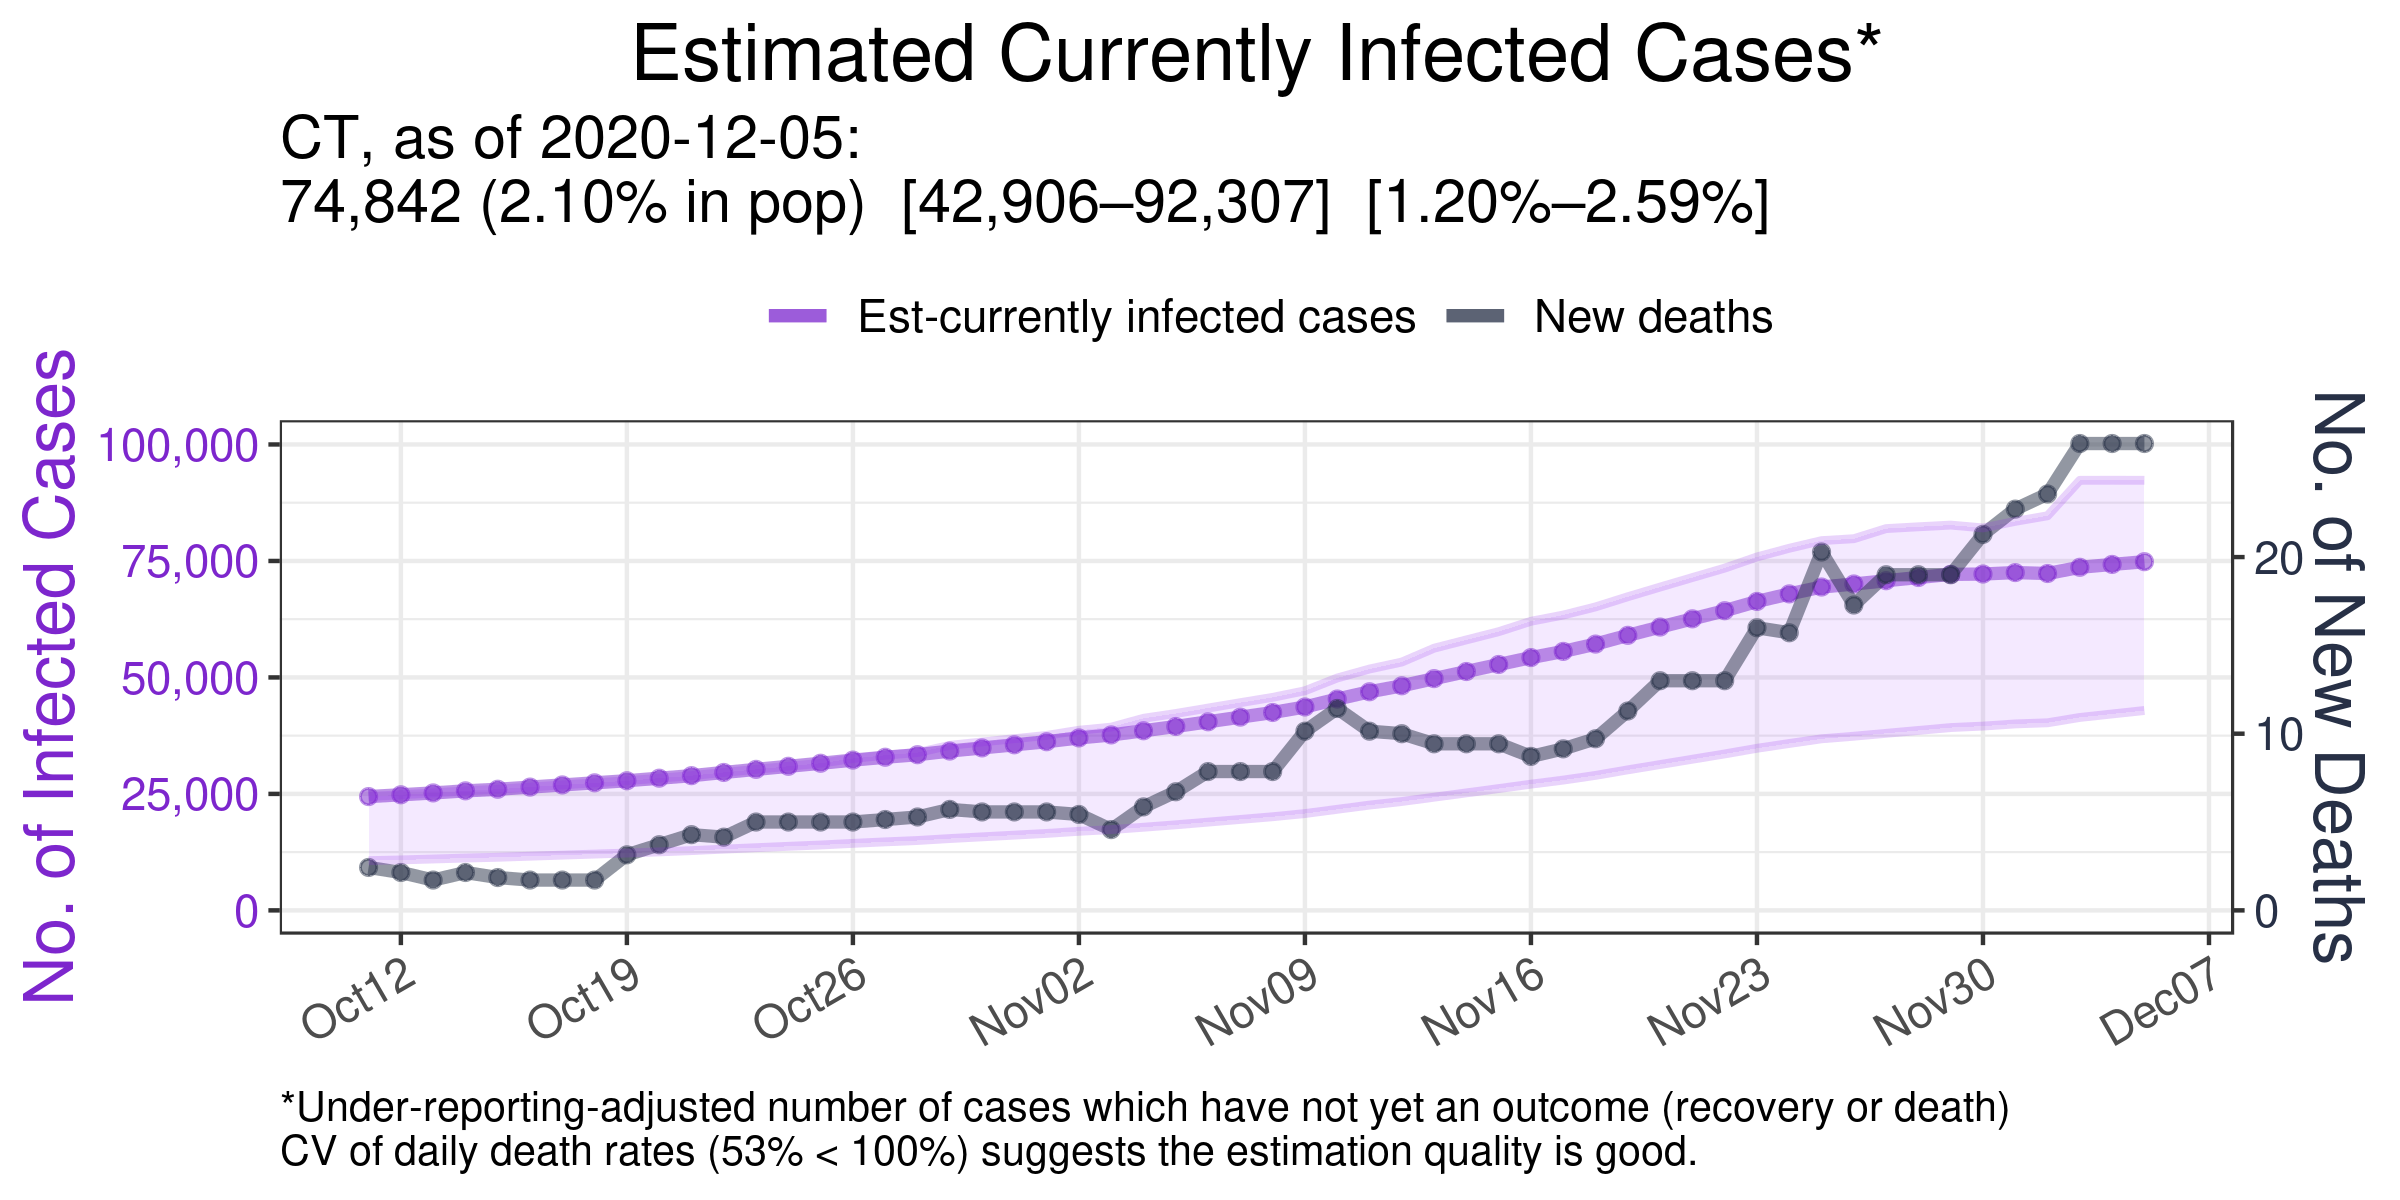 Estimated Currently Infected Cases*
CT, as of 2020-12-05:
74,842 (2.10% in pop)  [42,906–92,307]  [1.20%–2.59%]
Est-currently infected cases
New deaths
No. of Infected Cases
100,000
75,000
50,000
25,000
0
No. of New Deaths
20
10
0
Oct12
Oct19
Oct26
Nov02
Nov09
Nov16
Nov23
Nov30
Dec07
*Under-reporting-adjusted number of cases which have not yet an outcome (recovery or death)
CV of daily death rates (53% < 100%) suggests the estimation quality is good.